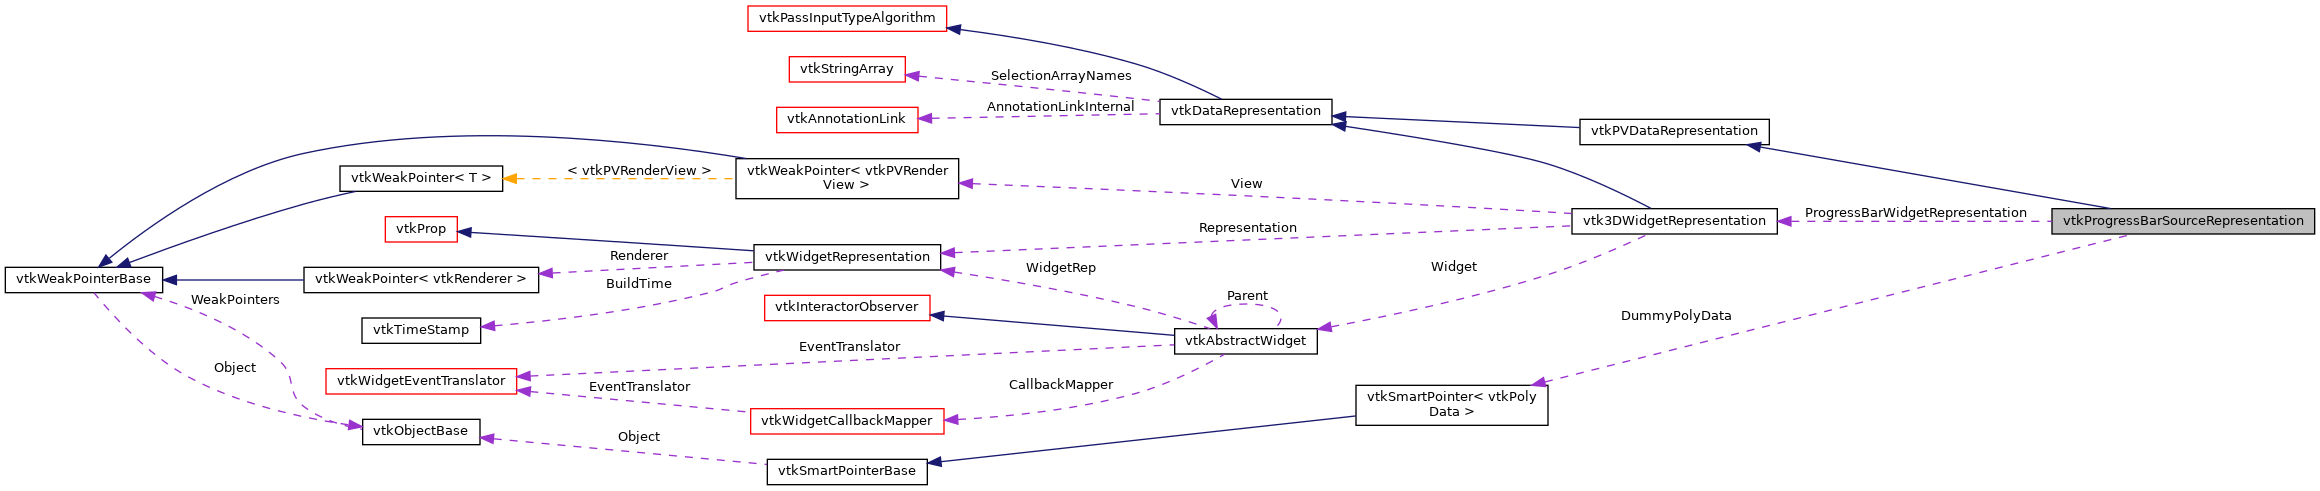 vtkPassInputTypeAlgorithm
vtkStringArray
SelectionArrayNames
AnnotationLinkInternal
vtkDataRepresentation
vtkAnnotationLink
vtkPVDataRepresentation
vtkWeakPointer< T >
< vtkPVRenderView >
vtkWeakPointer< vtkPVRender
View >
View
vtkProp
Representation
vtk3DWidgetRepresentation
ProgressBarWidgetRepresentation
vtkProgressBarSourceRepresentation
vtkWeakPointerBase
vtkWeakPointer< vtkRenderer >
Renderer
vtkWidgetRepresentation
WidgetRep
Widget
BuildTime
WeakPointers
vtkInteractorObserver
Parent
vtkTimeStamp
DummyPolyData
vtkAbstractWidget
EventTranslator
Object
vtkWidgetEventTranslator
EventTranslator
CallbackMapper
vtkSmartPointer< vtkPoly
Data >
vtkWidgetCallbackMapper
vtkObjectBase
Object
vtkSmartPointerBase